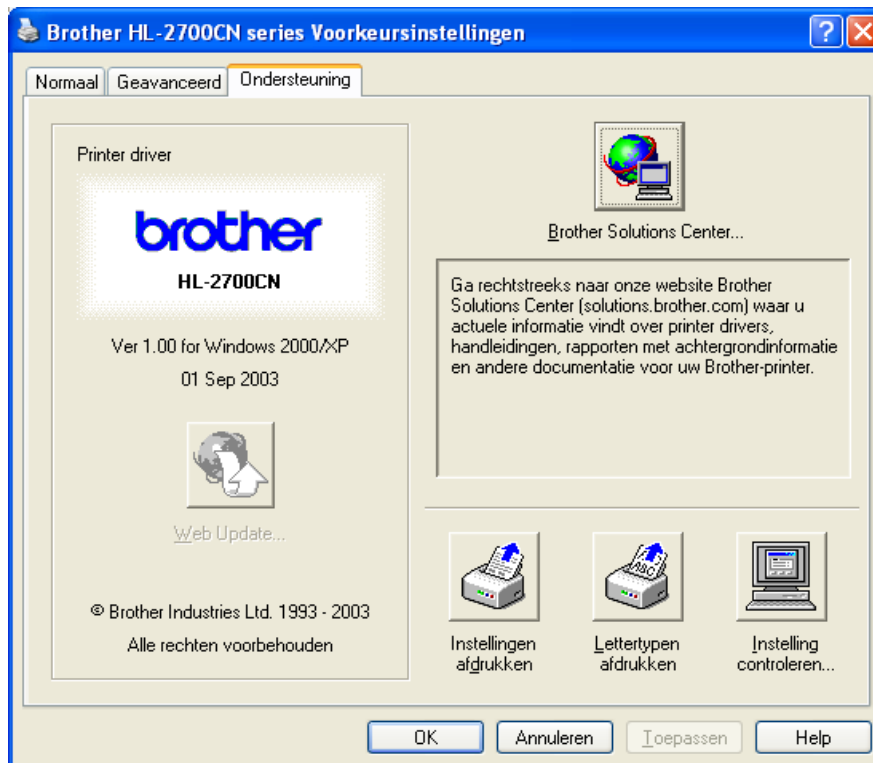 Brother HL-2700CN series Voorkeursinstellingen
Normaal
Geavanceerd
Ondersteuning
Printer driver
brother
HL-2700CN
Ver 1.00 for Windows 2000/XP
01 Sep 2003
Web Update...
© Brother Industries Ltd. 1993 - 2003
Alle rechten voorbehouden
Brother Solutions Center...
Ga rechtstreeks naar onze website Brother
Solutions Center (solutions.brother.com) waar u
actuele informatie vindt over printer drivers,
handleidingen, rapporten met achtergrondinformatie
en andere documentatie voor uw Brother-printer.
Instellingen
afdrukken
ABC
Lettertypen
afdrukken
Instelling
controleren...
OK
Annuleren
Toepassen
Help